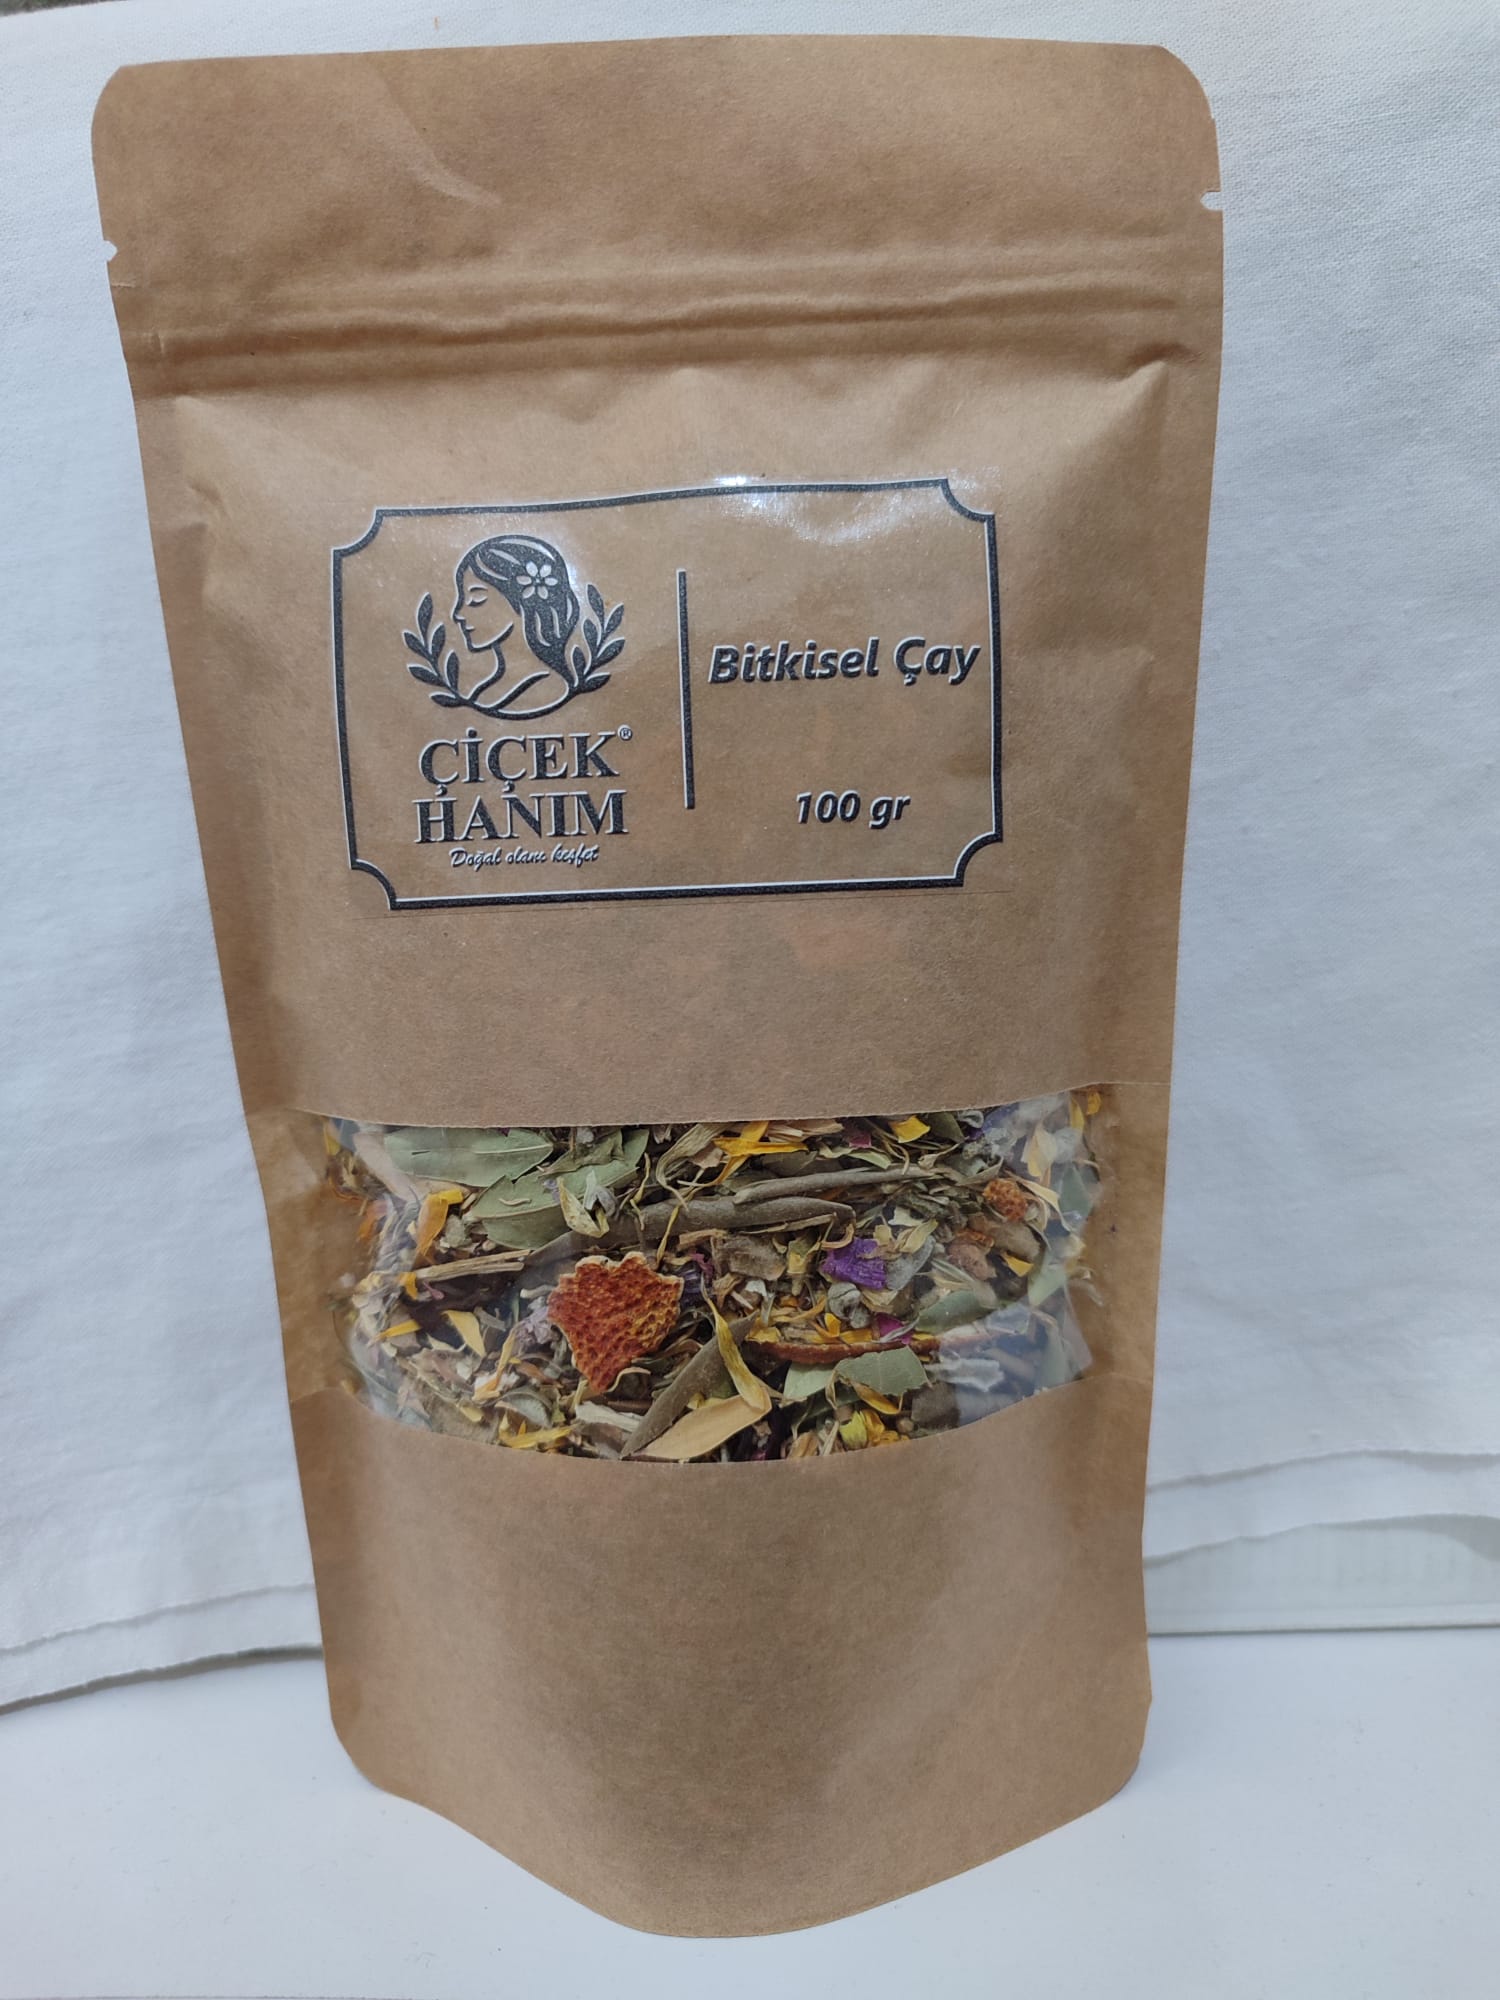 ÇİÇEK®
HANIM
Doğal olanı keşfet
Bitkisel Çay
100 gr